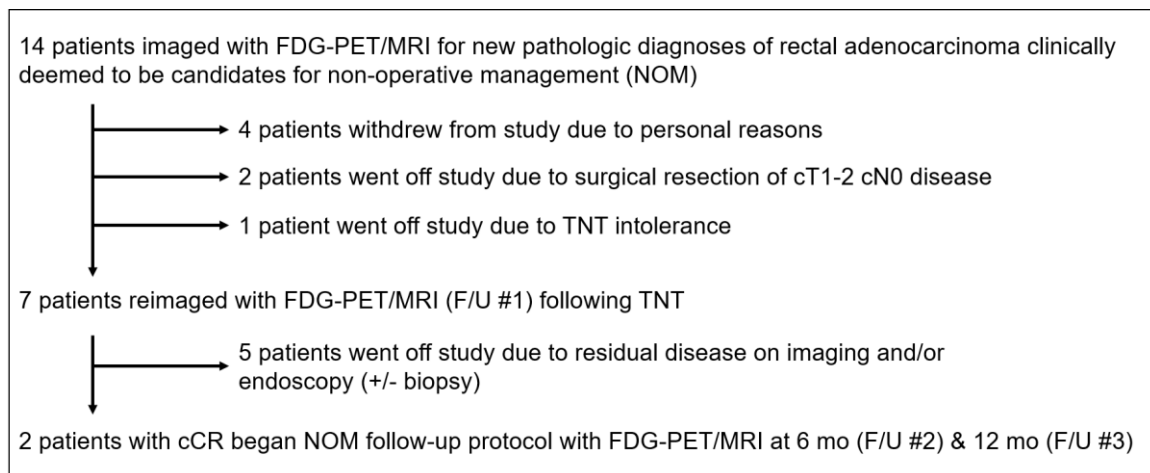 14 patients imaged with FDG-PET/MRI for new pathologic diagnoses of rectal adenocarcinoma clinically
deemed to be candidates for non-operative management (NOM)
4 patients withdrew from study due to personal reasons
2 patients went off study due to surgical resection of cT1-2 cN0 disease
1 patient went off study due to TNT intolerance
7 patients reimaged with FDG-PET/MRI (F/U #1) following TNT
5 patients went off study due to residual disease on imaging and/or
endoscopy (+/- biopsy)
2 patients with cCR began NOM follow-up protocol with FDG-PET/MRI at 6 mo (F/U #2) & 12 mo (F/U #3)